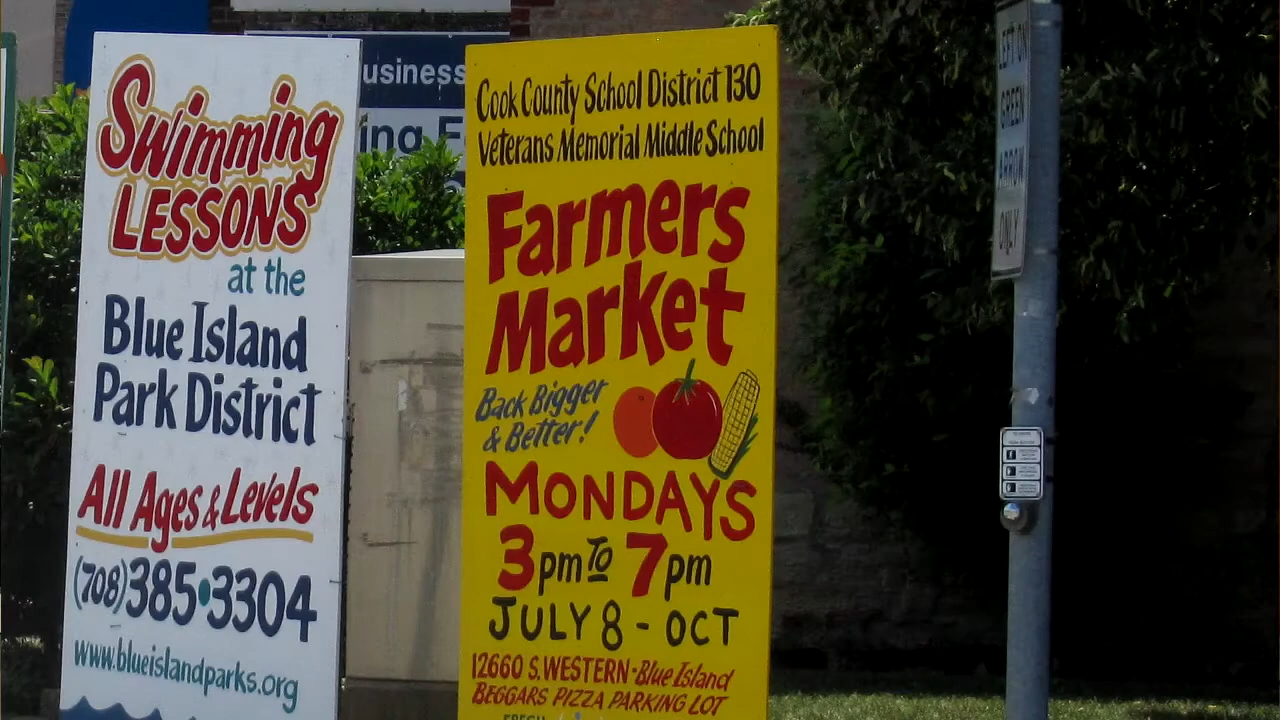 Swimming
LESSONS
at the
Blue Island
Park District
All Ages & Levels
(708)385•3304
www.blueislandparks.org
usiness
ing
Cook County School District 130
Veterans Memorial Middle School
Farmers
Market
Back Bigger
& Better!
MONDAYS
3pm TO 7pm
JULY 8 - OCT
12660 S. WESTERN - Blue Island
BEGGARS PIZZA PARKING LOT
LEFT ON
GREEN
ARROW
ONLY